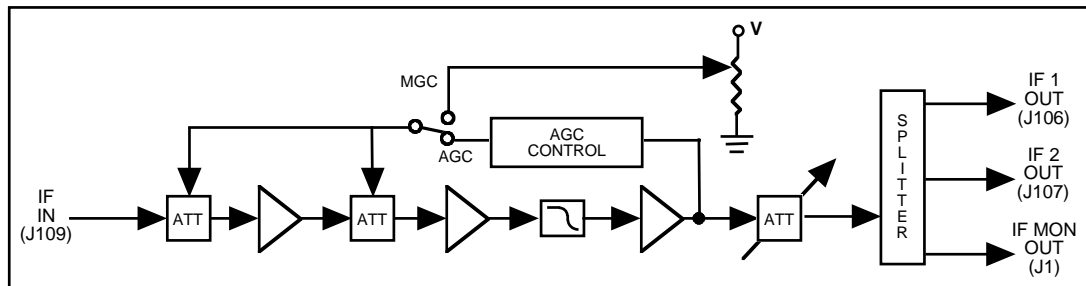 V
MGC
AGC
AGC
CONTROL
IF
IN
(J109)
ATT
ATT
ATT
SPLITTER
IF 1
OUT
(J106)
IF 2
OUT
(J107)
IF MON
OUT
(J1)